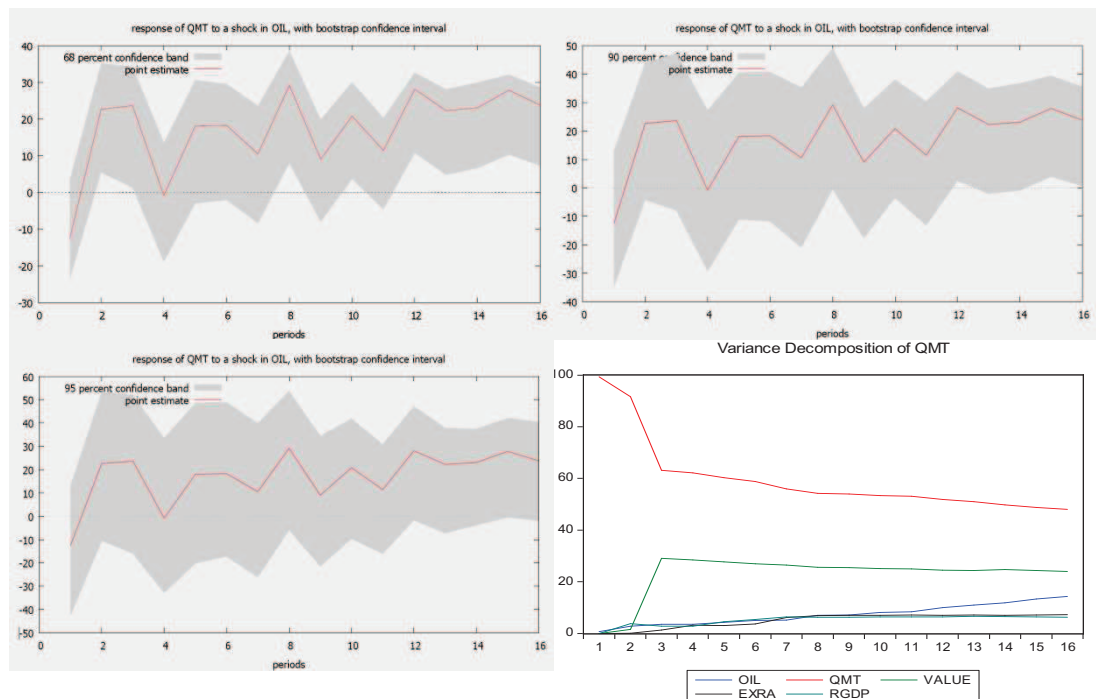 response of QMT to a shock in OIL, with bootstrap confidence interval
68 percent confidence band
point estimate
40
30
20
10
0
-10
-20
-30
0 2 4 6 8 10 12 14 16
periods
response of QMT to a shock in OIL, with bootstrap confidence interval
90 percent confidence band
point estimate
50
40
30
20
10
0
-10
-20
-30
-40
0 2 4 6 8 10 12 14 16
periods
response of QMT to a shock in OIL, with bootstrap confidence interval
95 percent confidence band
point estimate
60
50
40
30
20
10
0
-10
-20
-30
-40
-50
0 2 4 6 8 10 12 14 16
periods
Variance Decomposition of QMT
100
80
60
40
20
0
1 2 3 4 5 6 7 8 9 10 11 12 13 14 15 16
OIL QMT VALUE
EXRA RGDP